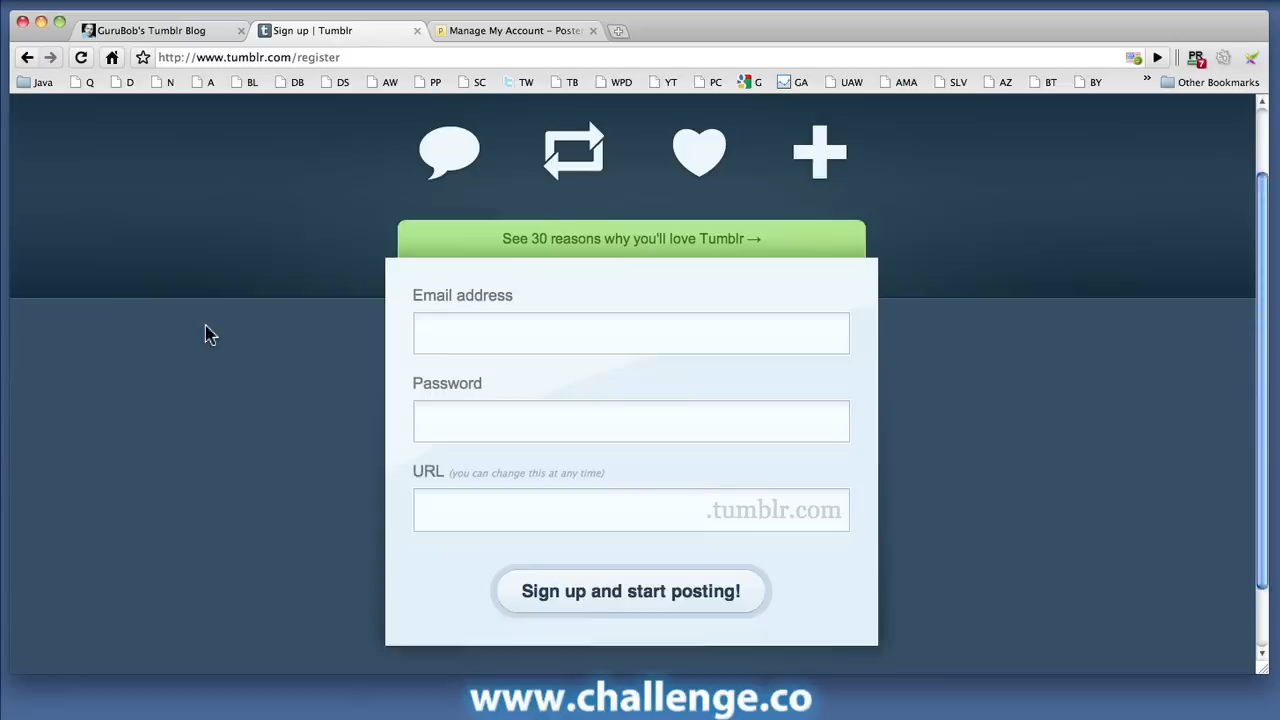 GuruBob's Tumblr Blog
Sign up | Tumblr
Manage My Account – Poste
http://www.tumblr.com/register
PR 7
Java Q D N A BL DB DS AW PP SC TW TB WPD YT PC G GA UAW AMA SLV AZ BT BY » Other Bookmarks
See 30 reasons why you'll love Tumblr →
Email address
Password
URL (you can change this at any time)
.tumblr.com
Sign up and start posting!
www.challenge.co